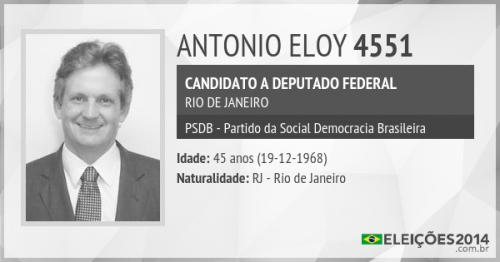 ANTONIO ELOY 4551
CANDIDATO A DEPUTADO FEDERAL
RIO DE JANEIRO
PSDB - Partido da Social Democracia Brasileira
Idade: 45 anos (19-12-1968)
Naturalidade: RJ - Rio de Janeiro
ELEIÇÕES2014
.com.br